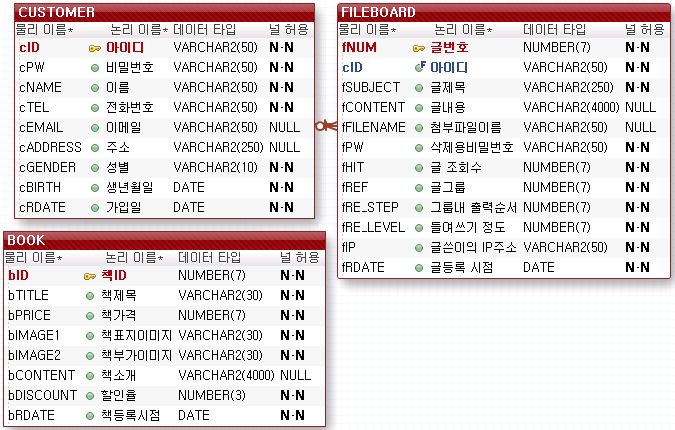 CUSTOMER
물리 이름* 논리 이름* 데이터 타입 널 허용
cID 아이디 VARCHAR2(50) N-N
cPW 비밀번호 VARCHAR2(50) N-N
cNAME 이름 VARCHAR2(50) N-N
cTEL 전화번호 VARCHAR2(50) N-N
cEMAIL 이메일 VARCHAR2(50) NULL
cADDRESS 주소 VARCHAR2(250) NULL
cGENDER 성별 VARCHAR2(10) N-N
cBIRTH 생년월일 DATE N-N
cRDATE 가입일 DATE N-N
FILEBOARD
물리 이름* 논리 이름* 데이터 타입 널 허용
fNUM 글번호 NUMBER(7) N-N
cID F 아이디 VARCHAR2(50) N-N
fSUBJECT 글제목 VARCHAR2(250) N-N
fCONTENT 글내용 VARCHAR2(4000) NULL
fFILENAME 첨부파일이름 VARCHAR2(50) NULL
fPW 삭제용비밀번호 VARCHAR2(50) N-N
fHIT 글 조회수 NUMBER(7) N-N
fREF 글그룹 NUMBER(7) N-N
fRE_STEP 그룹내 출력순서 NUMBER(7) N-N
fRE_LEVEL 들여쓰기 정도 NUMBER(7) N-N
fIP 글쓴이의 IP주소 VARCHAR2(50) N-N
fRDATE 글등록 시점 DATE N-N
BOOK
물리 이름* 논리 이름* 데이터 타입 널 허용
bID 책ID NUMBER(7) N-N
bTITLE 책제목 VARCHAR2(30) N-N
bPRICE 책가격 NUMBER(7) N-N
bIMAGE1 책표지이미지 VARCHAR2(30) N-N
bIMAGE2 책부가이미지 VARCHAR2(30) N-N
bCONTENT 책소개 VARCHAR2(4000) NULL
bDISCOUNT 할인율 NUMBER(3) N-N
bRDATE 책등록시점 DATE N-N